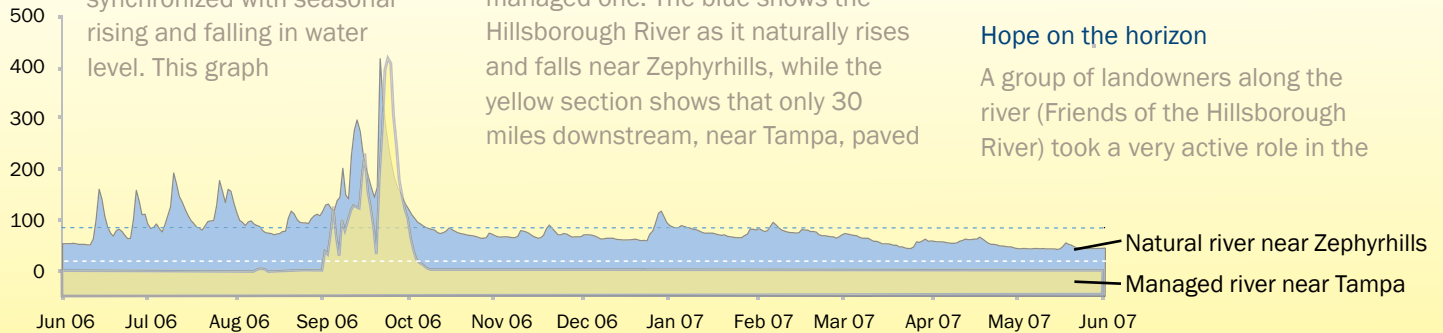 synchronized with seasonal
rising and falling in water
level. This graph
managed one. The blue shows the
Hillsborough River as it naturally rises
and falls near Zephyrhills, while the
yellow section shows that only 30
miles downstream, near Tampa, paved
Hope on the horizon
A group of landowners along the
river (Friends of the Hillsborough
River) took a very active role in the
500
400
300
200
100
0
Natural river near Zephyrhills
Managed river near Tampa
Jun 06 Jul 06 Aug 06 Sep 06 Oct 06 Nov 06 Dec 06 Jan 07 Feb 07 Mar 07 Apr 07 May 07 Jun 07